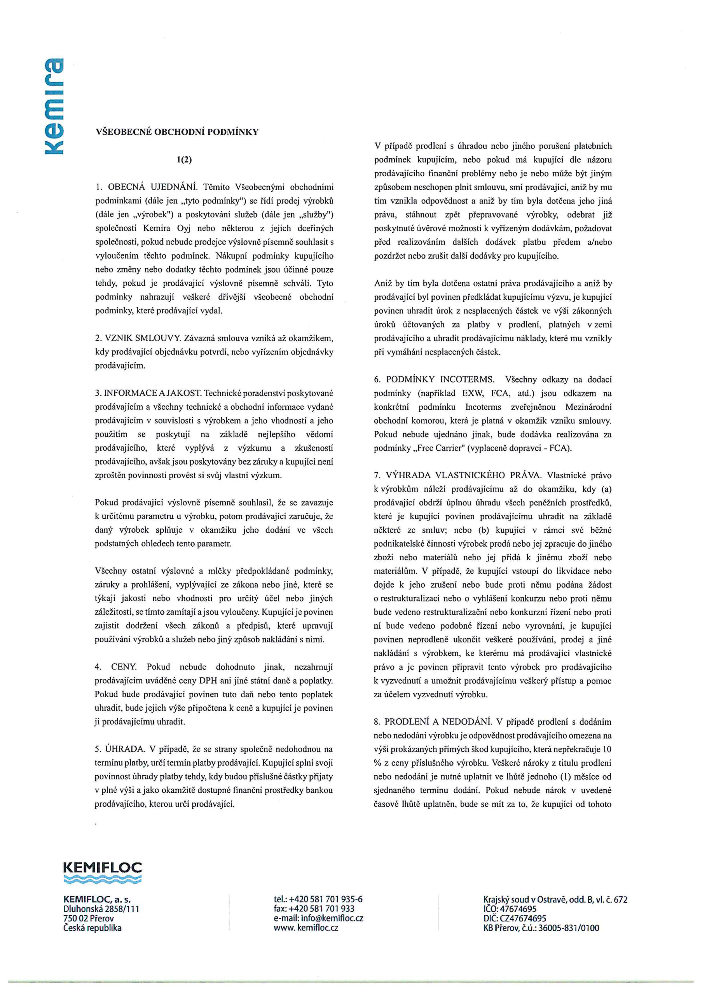 kemira
VŠEOBECNÉ OBCHODNÍ PODMÍNKY
1(2)
1. OBECNÁ UJEDNÁNÍ. Těmito Všeobecnými obchodními
podmínkami (dále jen „tyto podmínky") se řídí prodej výrobků
(dále jen „výrobek") a poskytování služeb (dále jen „služby")
společností Kemira Oyj nebo některou z jejich dceřiných
společností, pokud nebude prodejce výslovně písemně souhlasit s
vyloučením těchto podmínek. Nákupní podmínky kupujícího
nebo změny nebo dodatky těchto podmínek jsou účinné pouze
tehdy, pokud je prodávající výslovně písemně schválí. Tyto
podmínky nahrazují veškeré dřívější všeobecné obchodní
podmínky, které prodávající vydal.
2. VZNIK SMLOUVY. Závazná smlouva vzniká až okamžikem,
kdy prodávající objednávku potvrdí, nebo vyřízením objednávky
prodávajícím.
3. INFORMACE A JAKOST. Technické poradenství poskytované
prodávajícím a všechny technické a obchodní informace vydané
prodávajícím v souvislosti s výrobkem a jeho vhodností a jeho
použitím se poskytují na základě nejlepšího vědomí
prodávajícího, které vyplývá z výzkumu a zkušeností
prodávajícího, avšak jsou poskytovány bez záruky a kupující není
zproštěn povinnosti provést si svůj vlastní výzkum.
Pokud prodávající výslovně písemně souhlasil, že se zavazuje
k určitému parametru u výrobku, potom prodávající zaručuje, že
daný výrobek splňuje v okamžiku jeho dodání ve všech
podstatných ohledech tento parametr.
Všechny ostatní výslovné a mlčky předpokládané podmínky,
záruky a prohlášení, vyplývající ze zákona nebo jiné, které se
týkají jakosti nebo vhodnosti pro určitý účel nebo jiných
záležitostí, se tímto zamítají a jsou vyloučeny. Kupující je povinen
zajistit dodržení všech zákonů a předpisů, které upravují
používání výrobků a služeb nebo jiný způsob nakládání s nimi.
4. CENY. Pokud nebude dohodnuto jinak, nezahrnují
prodávajícím uváděné ceny DPH ani jiné státní daně a poplatky.
Pokud bude prodávající povinen tuto daň nebo tento poplatek
uhradit, bude jejich výše připočtena k ceně a kupující je povinen
ji prodávajícímu uhradit.
5. ÚHRADA. V případě, že se strany společně nedohodnou na
termínu platby, určí termín platby prodávající. Kupující splní svoji
povinnost úhrady platby tehdy, kdy budou příslušné částky přijaty
v plné výši a jako okamžitě dostupné finanční prostředky bankou
prodávajícího, kterou určí prodávající.
V případě prodlení s úhradou nebo jiného porušení platebních
podmínek kupujícím, nebo pokud má kupující dle názoru
prodávajícího finanční problémy nebo je nebo může být jiným
způsobem neschopen plnit smlouvu, smí prodávající, aniž by mu
tím vznikla odpovědnost a aniž by tím byla dotčena jeho jiná
práva, stáhnout zpět přepravované výrobky, odebrat již
poskytnuté úvěrové možnosti k vyřízeným dodávkám, požadovat
před realizováním dalších dodávek platbu předem a/nebo
pozdržet nebo zrušit další dodávky pro kupujícího.
Aniž by tím byla dotčena ostatní práva prodávajícího a aniž by
prodávající byl povinen předkládat kupujícímu výzvu, je kupující
povinen uhradit úrok z nesplacených částek ve výši zákonných
úroků účtovaných za platby v prodlení, platných v zemi
prodávajícího a uhradit prodávajícímu náklady, které mu vznikly
při vymáhání nesplacených částek.
6. PODMÍNKY INCOTERMS. Všechny odkazy na dodací
podmínky (například EXW, FCA, atd.) jsou odkazem na
konkrétní podmínku Incoterms zveřejněnou Mezinárodní
obchodní komorou, která je platná v okamžik vzniku smlouvy.
Pokud nebude ujednáno jinak, bude dodávka realizována za
podmínky „Free Carrier" (vyplaceně dopravci - FCA).
7. VÝHRADA VLASTNICKÉHO PRÁVA. Vlastnické právo
k výrobkům náleží prodávajícímu až do okamžiku, kdy (a)
prodávající obdrží úplnou úhradu všech peněžních prostředků,
které je kupující povinen prodávajícímu uhradit na základě
některé ze smluv; nebo (b) kupující v rámci své běžné
podnikatelské činnosti výrobek prodá nebo jej zpracuje do jiného
zboží nebo materiálů nebo jej přidá k jinému zboží nebo
materiálům. V případě, že kupující vstoupí do likvidace nebo
dojde k jeho zrušení nebo bude proti němu podána žádost
o restrukturalizaci nebo o vyhlášení konkurzu nebo proti němu
bude vedeno restrukturalizační nebo konkurzní řízení nebo proti
ní bude vedeno podobné řízení nebo vyrovnání, je kupující
povinen neprodleně ukončit veškeré používání, prodej a jiné
nakládání s výrobkem, ke kterému má prodávající vlastnické
právo a je povinen připravit tento výrobek pro prodávajícího
k vyzvednutí a umožnit prodávajícímu veškerý přístup a pomoc
za účelem vyzvednutí výrobku.
8. PRODLENÍ A NEDODÁNÍ. V případě prodlení s dodáním
nebo nedodání výrobku je odpovědnost prodávajícího omezena na
výši prokázaných přímých škod kupujícího, která nepřekračuje 10
% z ceny příslušného výrobku. Veškeré nároky z titulu prodlení
nebo nedodání je nutné uplatnit ve lhůtě jednoho (1) měsíce od
sjednaného termínu dodání. Pokud nebude nárok v uvedené
časové lhůtě uplatněn, bude se mít za to, že kupující od tohoto
KEMIFLOC
KEMIFLOC, a. s.
Dluhonská 2858/111
750 02 Přerov
Česká republika
tel.: +420 581 701 935-6
fax: +420 581 701 933
e-mail: info@kemifloc.cz
www. kemifloc.cz
Krajský soud v Ostravě, odd. B, vl. č. 672
IČO: 47674695
DIČ: CZ47674695
KB Přerov, č.ú.: 36005-831/0100